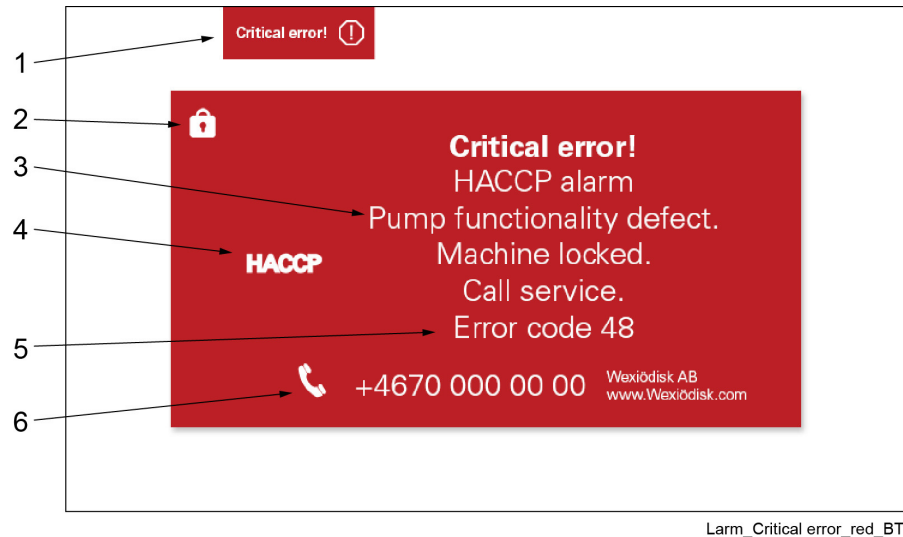 Critical error!
1
2
3
4
5
6
Critical error!
HACCP alarm
Pump functionality defect.
Machine locked.
HACCP
Call service.
Error code 48
+4670 000 00 00
Wexiödisk AB
www.Wexiödisk.com
Larm_Critical error_red_BT